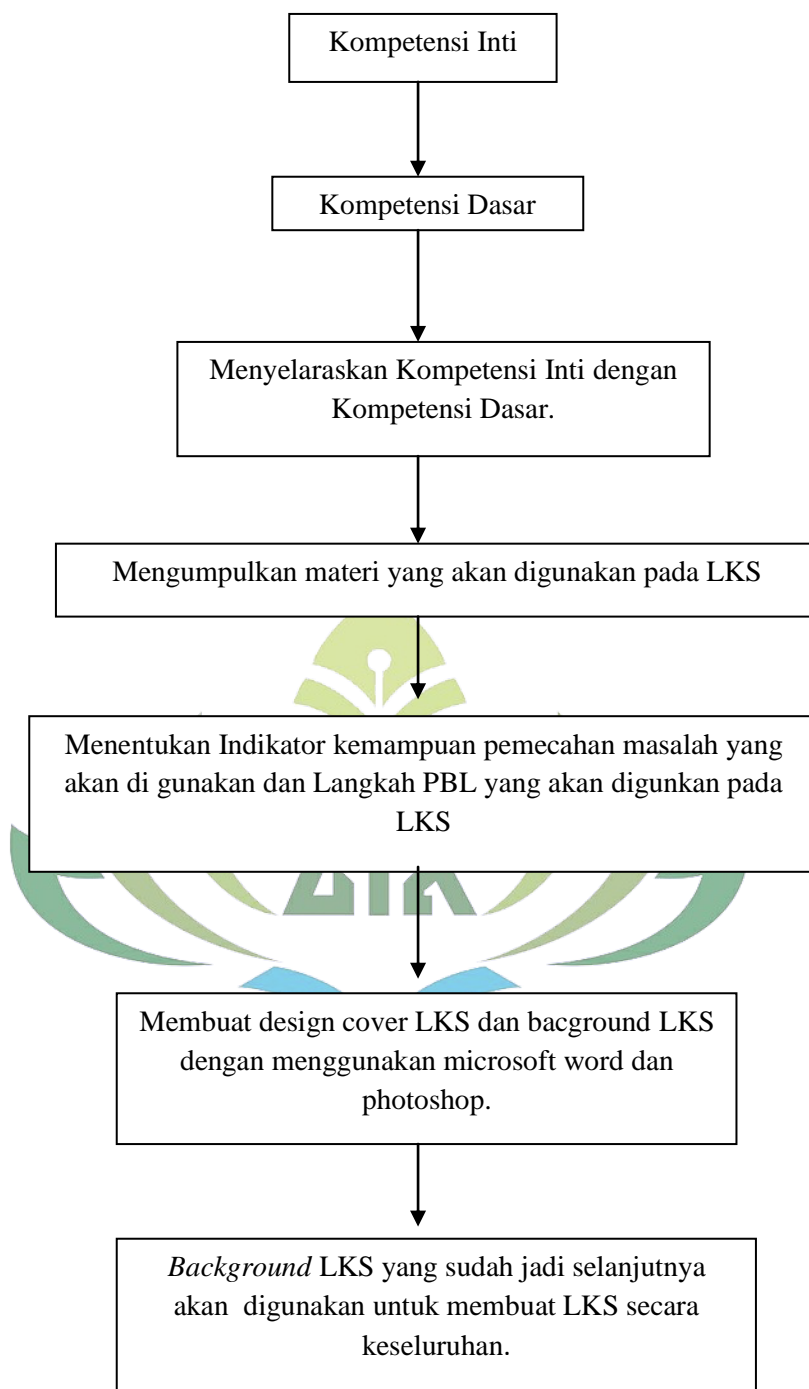 Kompetensi Inti
Kompetensi Dasar
Menyelaraskan Kompetensi Inti dengan
Kompetensi Dasar.
Mengumpulkan materi yang akan digunakan pada LKS
Menentukan Indikator kemampuan pemecahan masalah yang
akan di gunakan dan Langkah PBL yang akan digunkan pada
LKS
Membuat design cover LKS dan bacground LKS
dengan menggunakan microsoft word dan
photoshop.
Background LKS yang sudah jadi selanjutnya
akan digunakan untuk membuat LKS secara
keseluruhan.